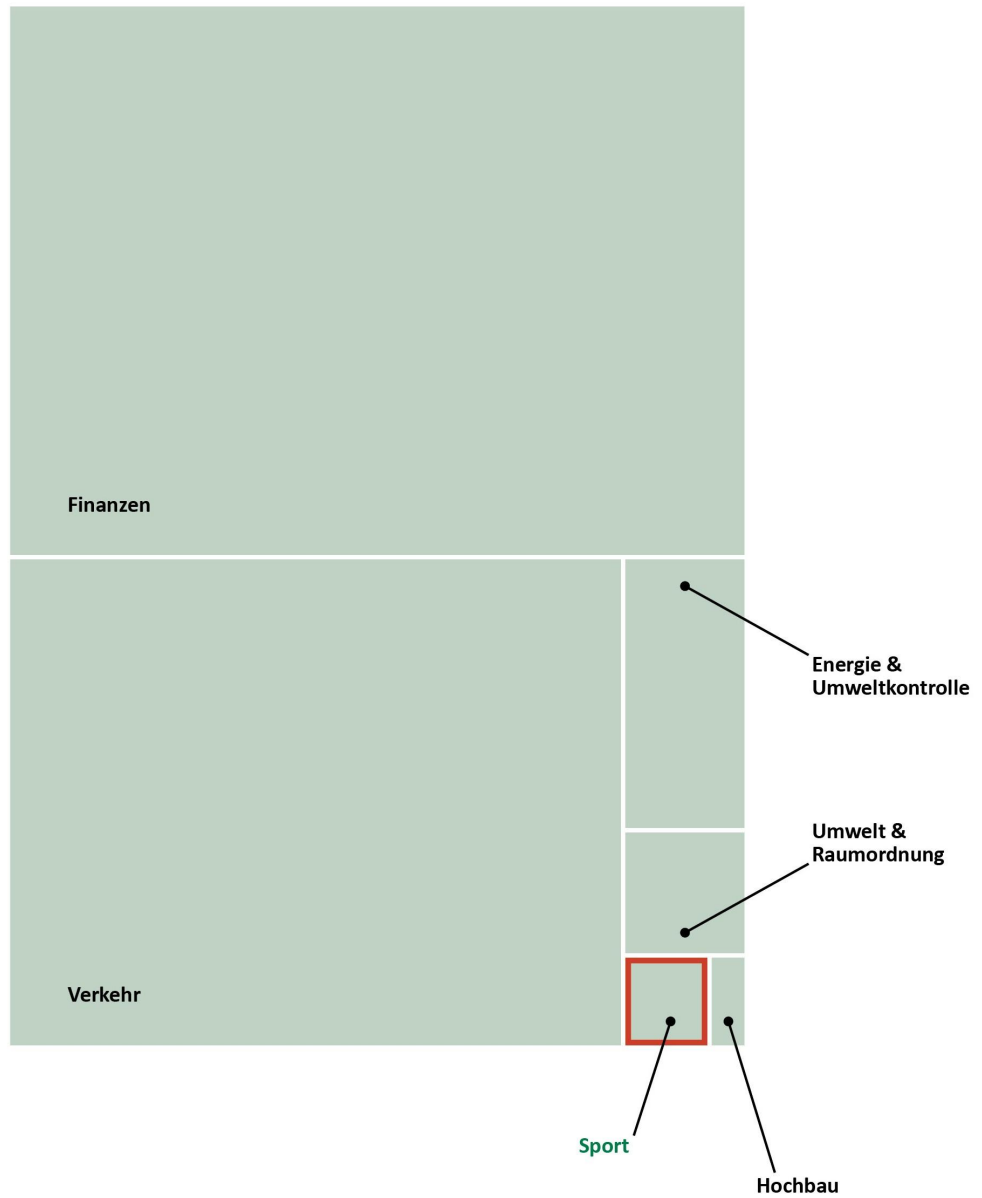 Finanzen
Energie &
Umweltkontrolle
Umwelt &
Raumordnung
Verkehr
Sport
Hochbau